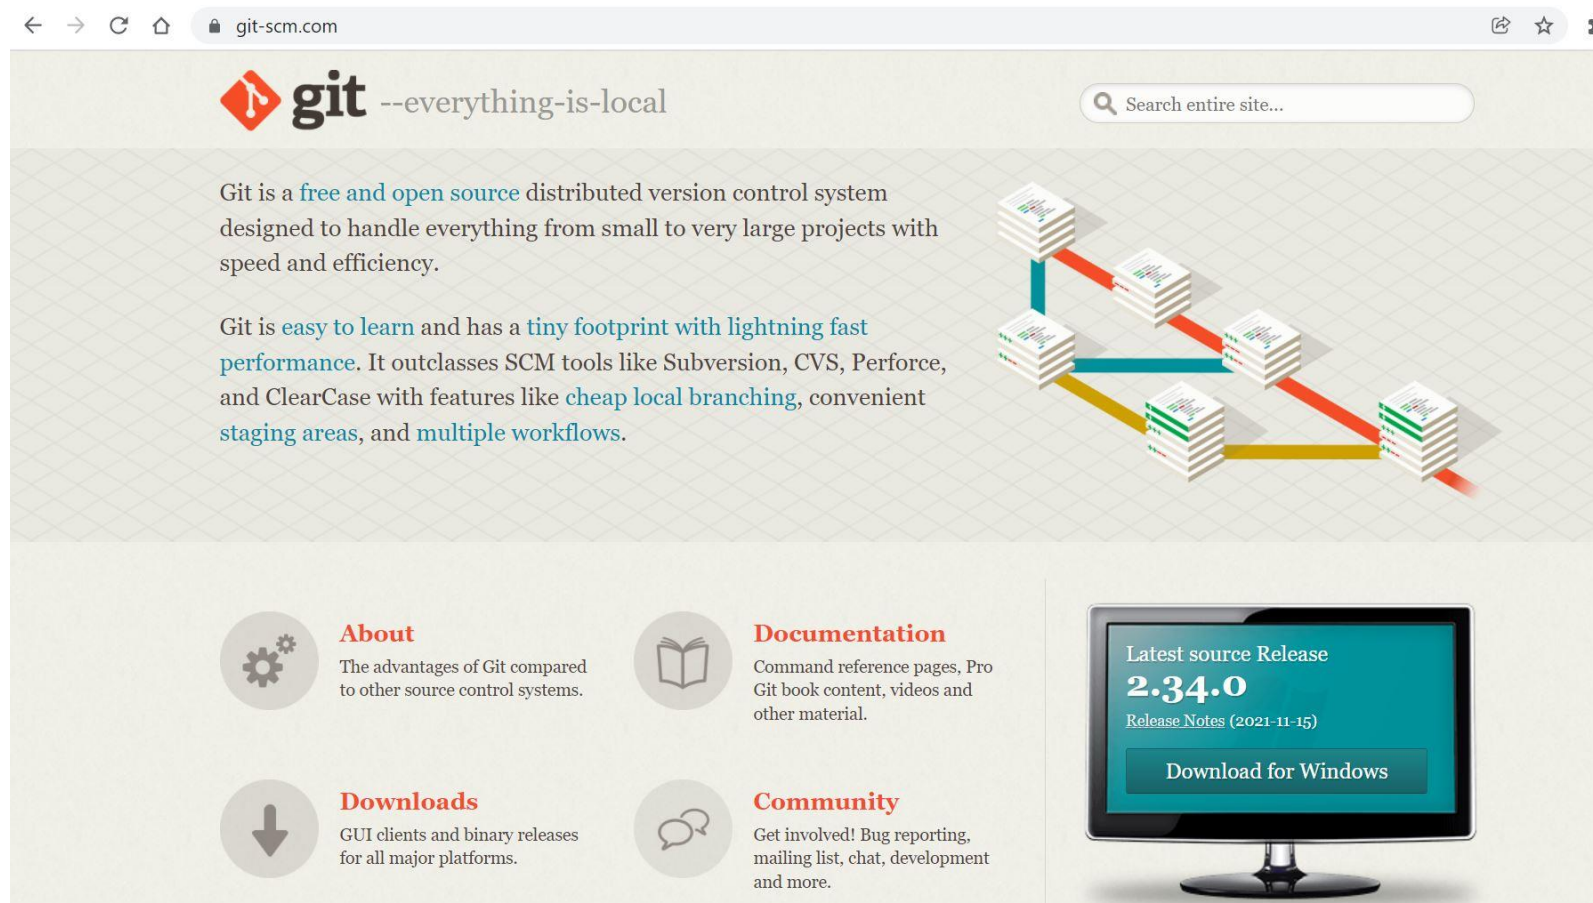 git-scm.com
git --everything-is-local
Search entire site...
Git is a free and open source distributed version control system
designed to handle everything from small to very large projects with
speed and efficiency.
Git is easy to learn and has a tiny footprint with lightning fast
performance. It outclasses SCM tools like Subversion, CVS, Perforce,
and ClearCase with features like cheap local branching, convenient
staging areas, and multiple workflows.
About
The advantages of Git compared
to other source control systems.
Documentation
Command reference pages, Pro
Git book content, videos and
other material.
Downloads
GUI clients and binary releases
for all major platforms.
Community
Get involved! Bug reporting,
mailing list, chat, development
and more.
Latest source Release
2.34.0
Release Notes (2021-11-15)
Download for Windows